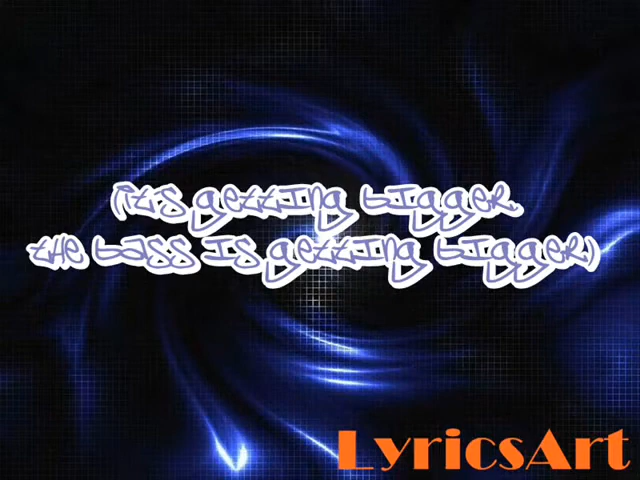 (It's getting bigger,
the bass is getting bigger)
LyricsArt